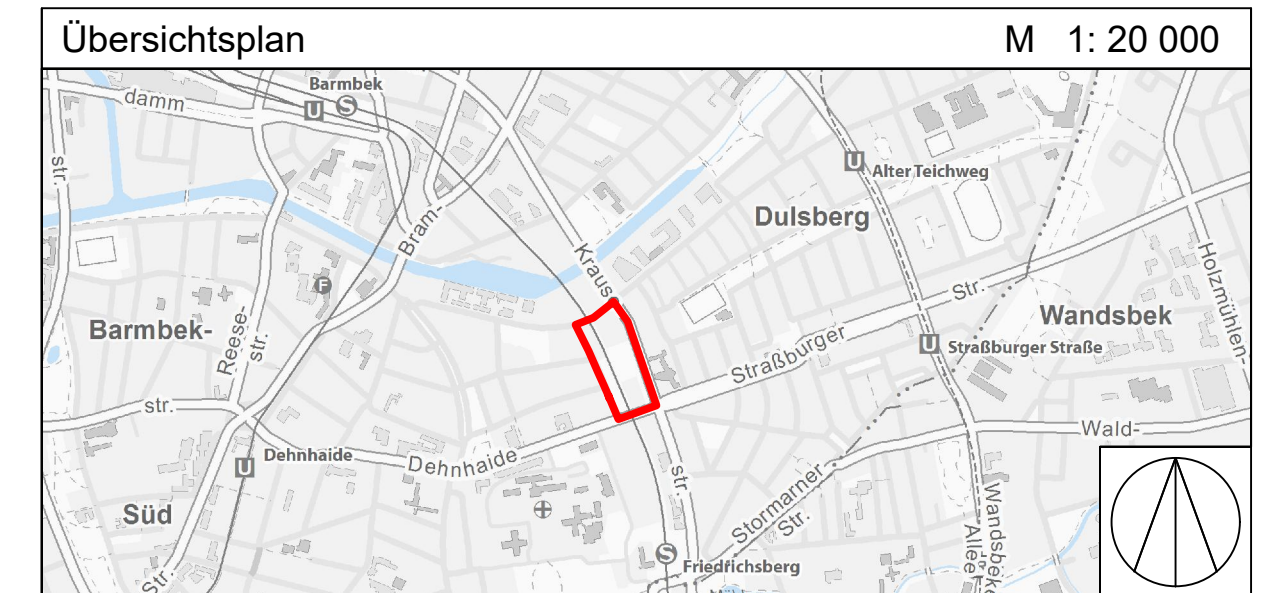 Übersichtsplan M 1: 20 000
Barmbek
U S
damm
str.
U Alter Teichweg
Dulsberg
Bram-
Kraus
F
Holzmühlen-
Str.
Wandsbek
Barmbek-
Reese-
str.
Straßburger
U Straßburger Straße
str.
Wald-
Dehnhaide
U
Dehnhaide
str.
Süd
Stormarner
Str.
Wandsbeke
Allee
S
Friedrichsberg
Str.